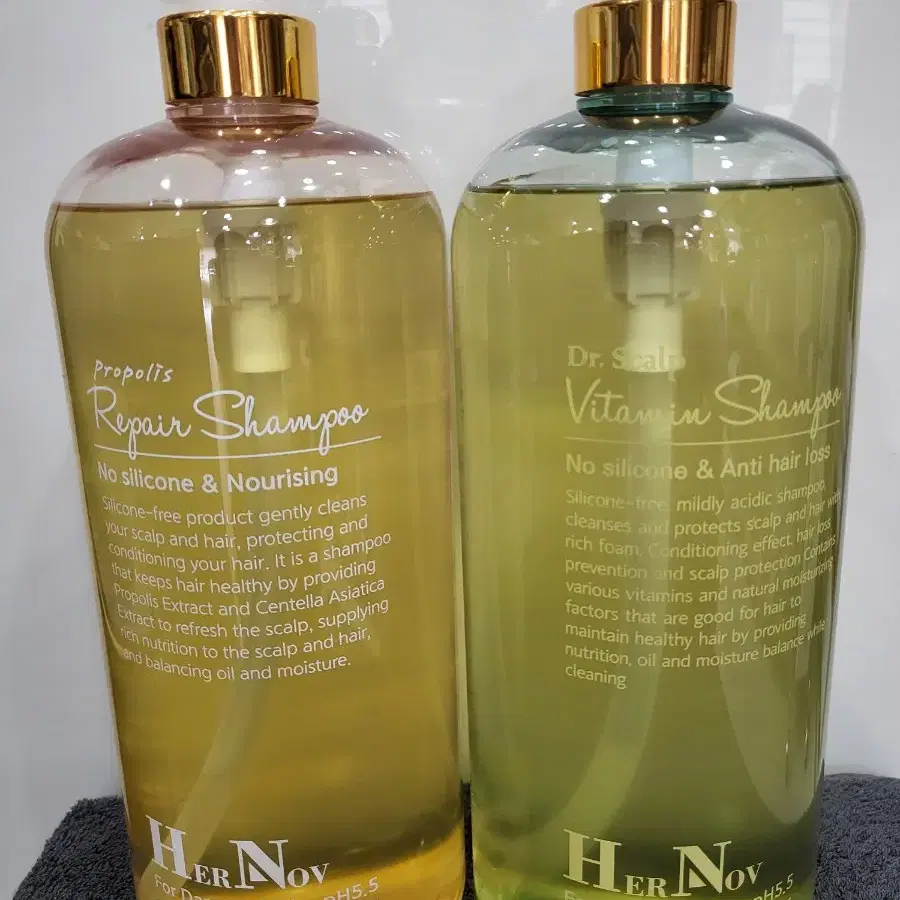 Propolis
Repair Shampoo
No silicone & Nourising
Silicone-free product gently cleans
your scalp and hair, protecting and
conditioning your hair. It is a shampoo
that keeps hair healthy by providing
Propolis Extract and Centella Asiatica
Extract to refresh the scalp, supplying
rich nutrition to the scalp and hair,
and balancing oil and moisture.
HERNOV
For pH5.5
Dr. Scalp
Vitamin Shampoo
No silicone & Anti hair loss
Silicone-free mildly acidic shampoo
cleanses and protects scalp and hair with
rich foam. Conditioning effect, hair loss
prevention and scalp protection Contains
various vitamins and natural moisturizing
factors that are good for hair to
maintain healthy hair by providing
nutrition, oil and moisture balance while
cleaning
HERNOV
pH5.5